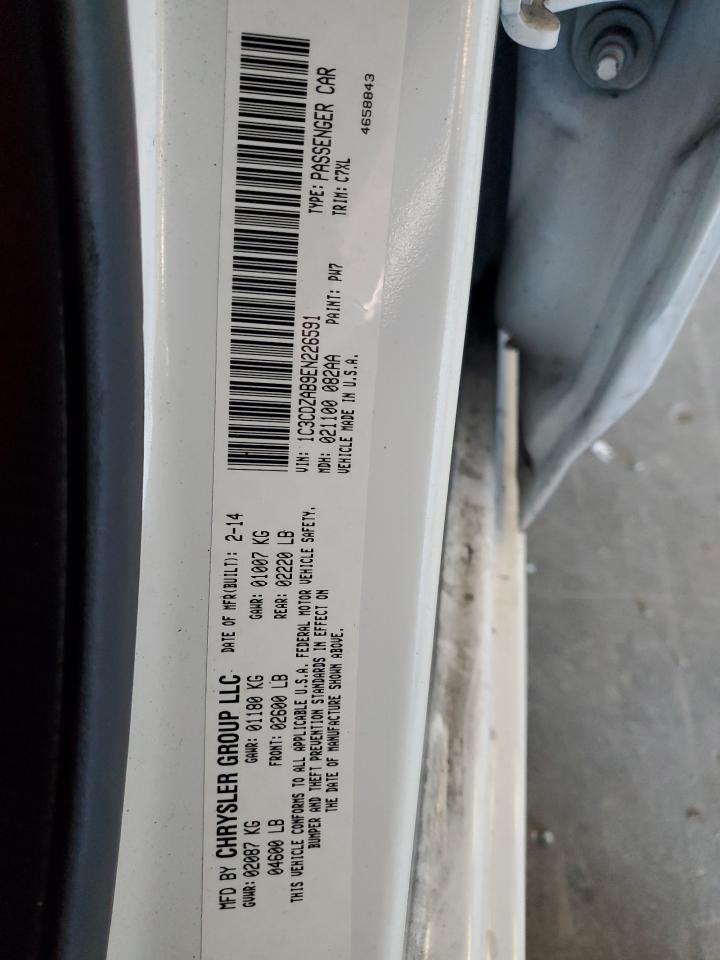 MFD BY CHRYSLER GROUP LLC DATE OF MFR(BUILT): 2-14
GVWR: 02087 KG GAWR: 01180 KG GAWR: 01007 KG
04600 LB FRONT: 02600 LB REAR: 02220 LB
THIS VEHICLE CONFORMS TO ALL APPLICABLE U.S.A. FEDERAL MOTOR VEHICLE SAFETY,
BUMPER AND THEFT PREVENTION STANDARDS IN EFFECT ON
THE DATE OF MANUFACTURE SHOWN ABOVE.
VIN: 1C3CDZAB9EN226591 TYPE: PASSENGER CAR
MDH: 021100 082AA PAINT: PW7 TRIM: C7XL
VEHICLE MADE IN U.S.A.
4658843